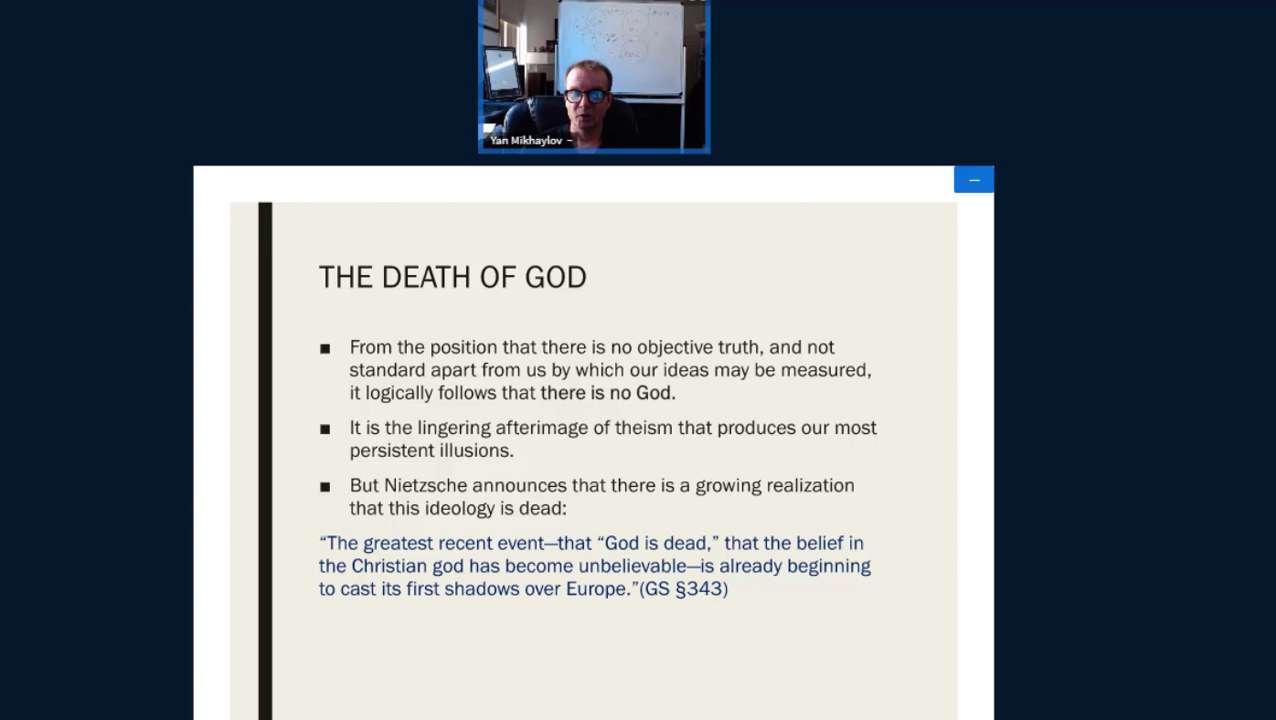 Yan Mikhaylov
THE DEATH OF GOD
■ From the position that there is no objective truth, and not
standard apart from us by which our ideas may be measured,
it logically follows that there is no God.
■ It is the lingering afterimage of theism that produces our most
persistent illusions.
■ But Nietzsche announces that there is a growing realization
that this ideology is dead:
“The greatest recent event—that “God is dead,” that the belief in
the Christian god has become unbelievable—is already beginning
to cast its first shadows over Europe.”(GS §343)